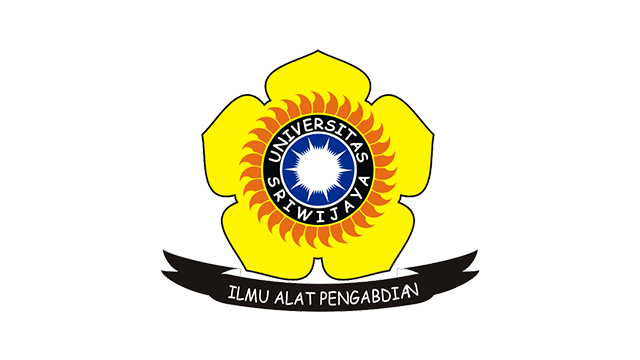 UNIVERSITAS
SRIWIJAYA
ILMU ALAT PENGABDIAN